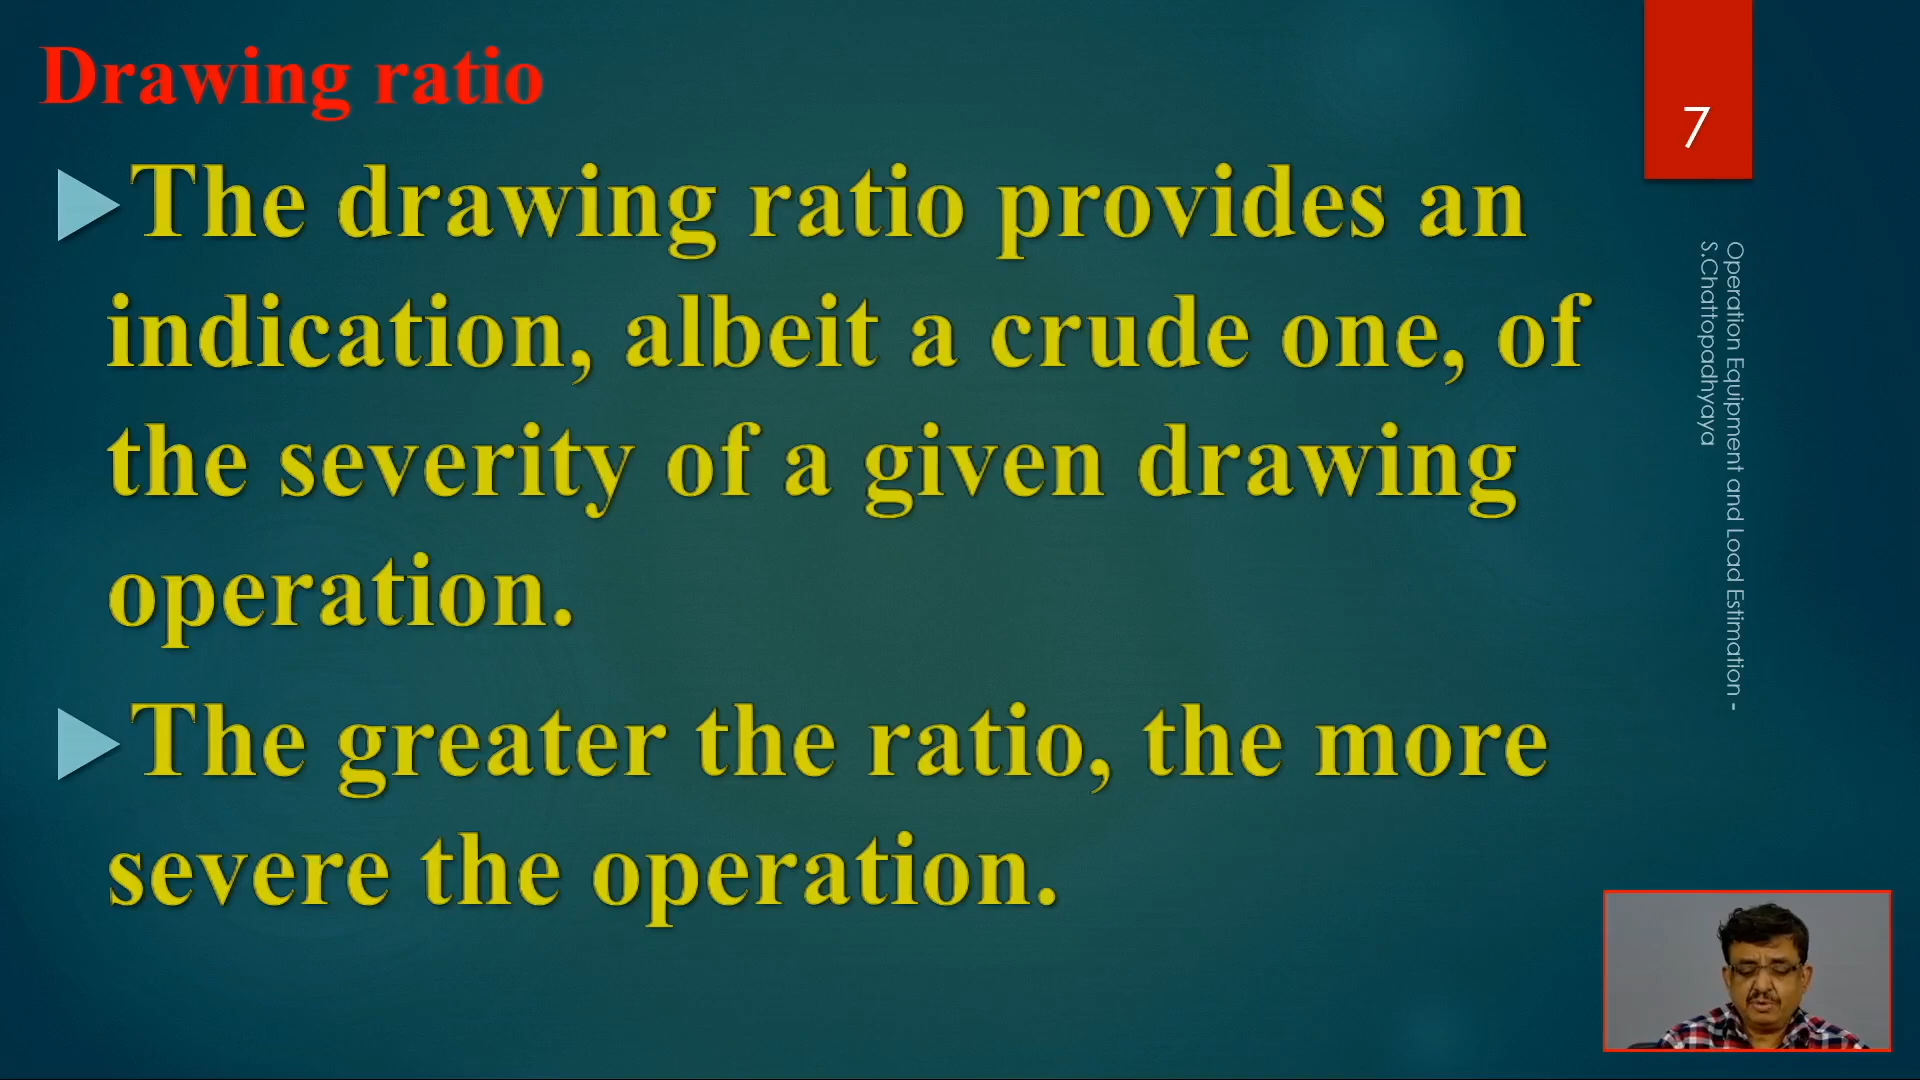 Drawing ratio
The drawing ratio provides an
indication, albeit a crude one, of
the severity of a given drawing
operation.
The greater the ratio, the more
severe the operation.
7
Operation Equipment and Load Estimation -
S.Chattopadhyaya